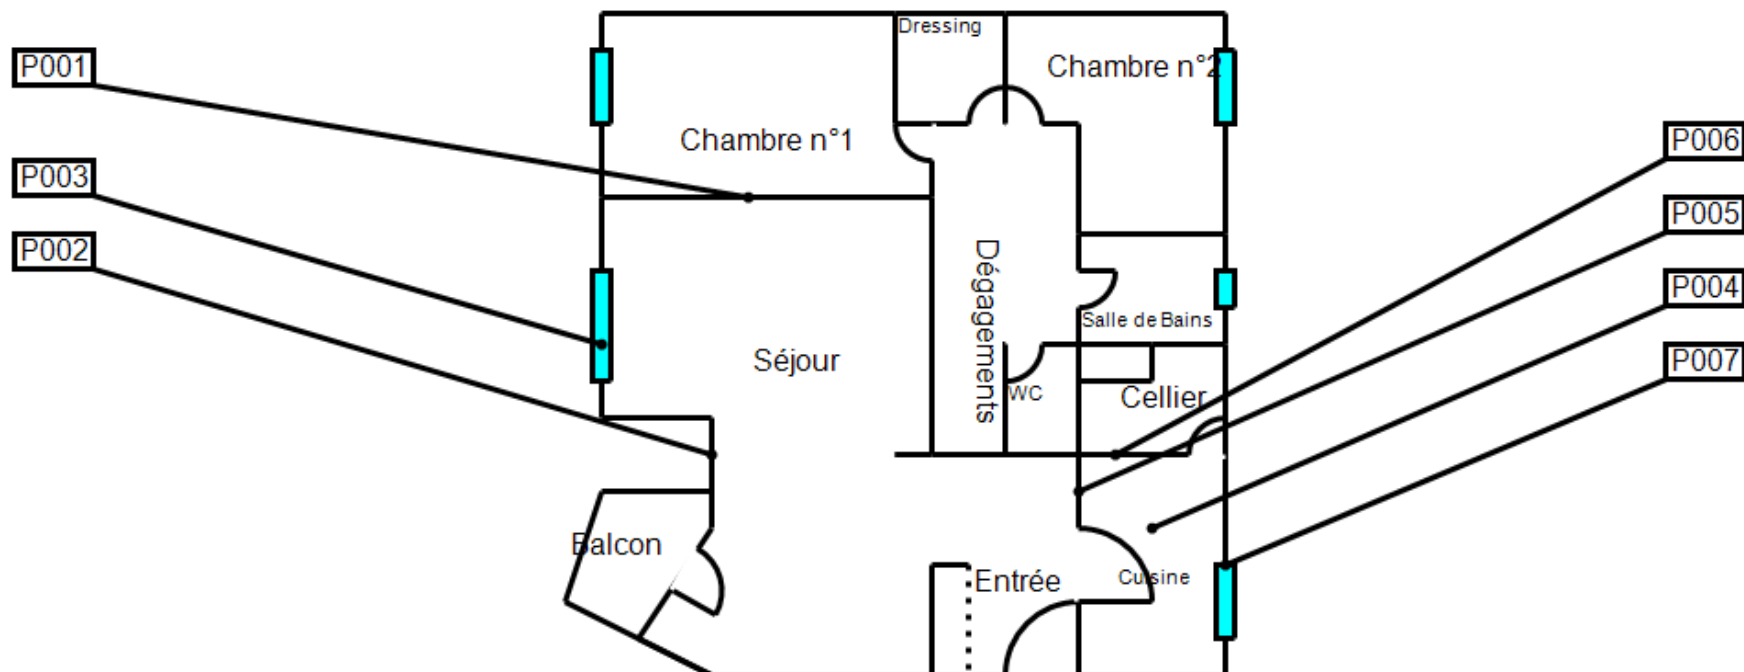 Dressing
P001
Chambre n°2
Chambre n°1
P006
P003
P005
P002
Dégagements
P004
Salle de Bains
Séjour
P007
WC
Cellier
Balcon
Entrée
Cuisine